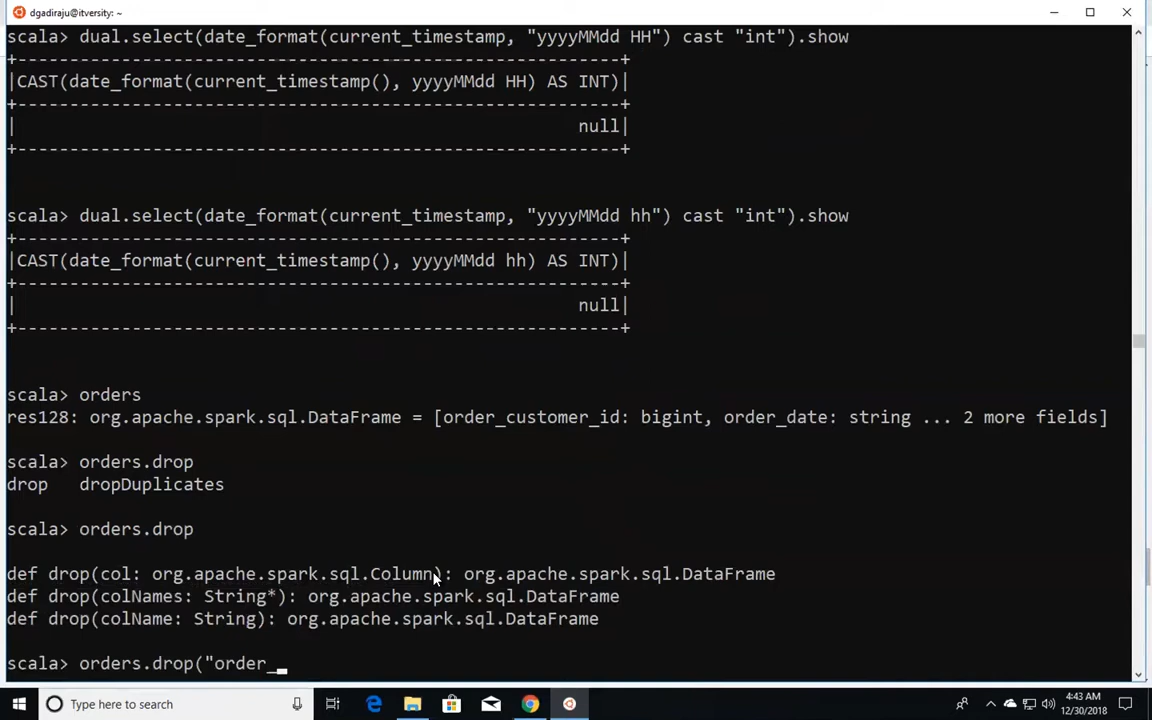 dgadiraju@itversity: ~
scala> dual.select(date_format(current_timestamp, "yyyyMMdd HH") cast "int").show
+-----------------------------------------------------------+
|CAST(date_format(current_timestamp(), yyyyMMdd HH) AS INT)|
+-----------------------------------------------------------+
| null|
+-----------------------------------------------------------+
scala> dual.select(date_format(current_timestamp, "yyyyMMdd hh") cast "int").show
+-----------------------------------------------------------+
|CAST(date_format(current_timestamp(), yyyyMMdd hh) AS INT)|
+-----------------------------------------------------------+
| null|
+-----------------------------------------------------------+
scala> orders
res128: org.apache.spark.sql.DataFrame = [order_customer_id: bigint, order_date: string ... 2 more fields]
scala> orders.drop
drop dropDuplicates
scala> orders.drop
def drop(col: org.apache.spark.sql.Column): org.apache.spark.sql.DataFrame
def drop(colNames: String*): org.apache.spark.sql.DataFrame
def drop(colName: String): org.apache.spark.sql.DataFrame
scala> orders.drop("order_
Type here to search
4:43 AM
12/30/2018